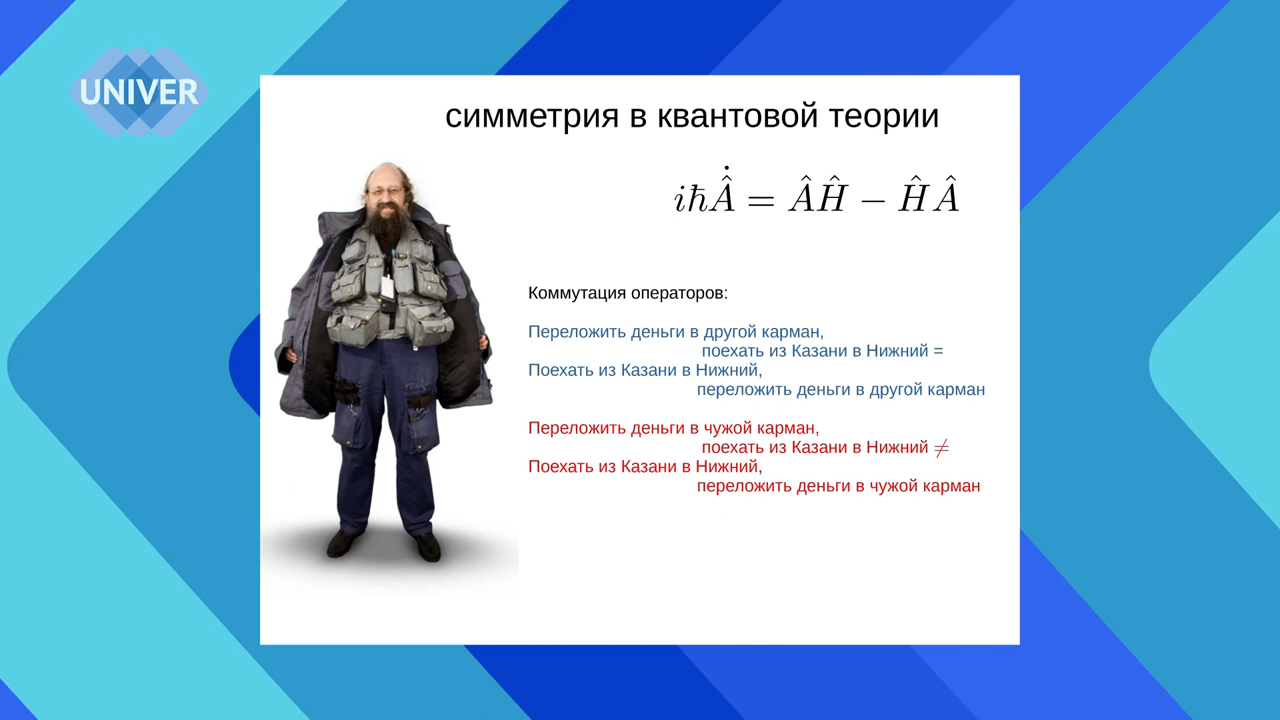 UNIVER
симметрия в квантовой теории
iħÂ̇ = ÂĤ − ĤÂ
Коммутация операторов:
Переложить деньги в другой карман,
поехать из Казани в Нижний =
Поехать из Казани в Нижний,
переложить деньги в другой карман
Переложить деньги в чужой карман,
поехать из Казани в Нижний ≠
Поехать из Казани в Нижний,
переложить деньги в чужой карман